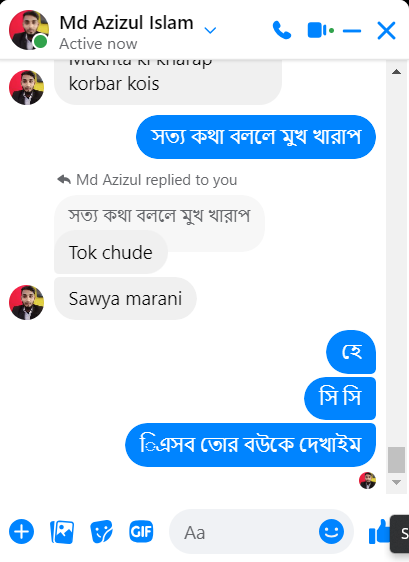 Md Azizul Islam
Active now
Mukhta ki kharap
korbar kois
সত্য কথা বললে মুখ খারাপ
Md Azizul replied to you
সত্য কথা বললে মুখ খারাপ
Tok chude
Sawya marani
হে
সি সি
িএসব তোর বউকে দেখাইম
GIF
Aa
S